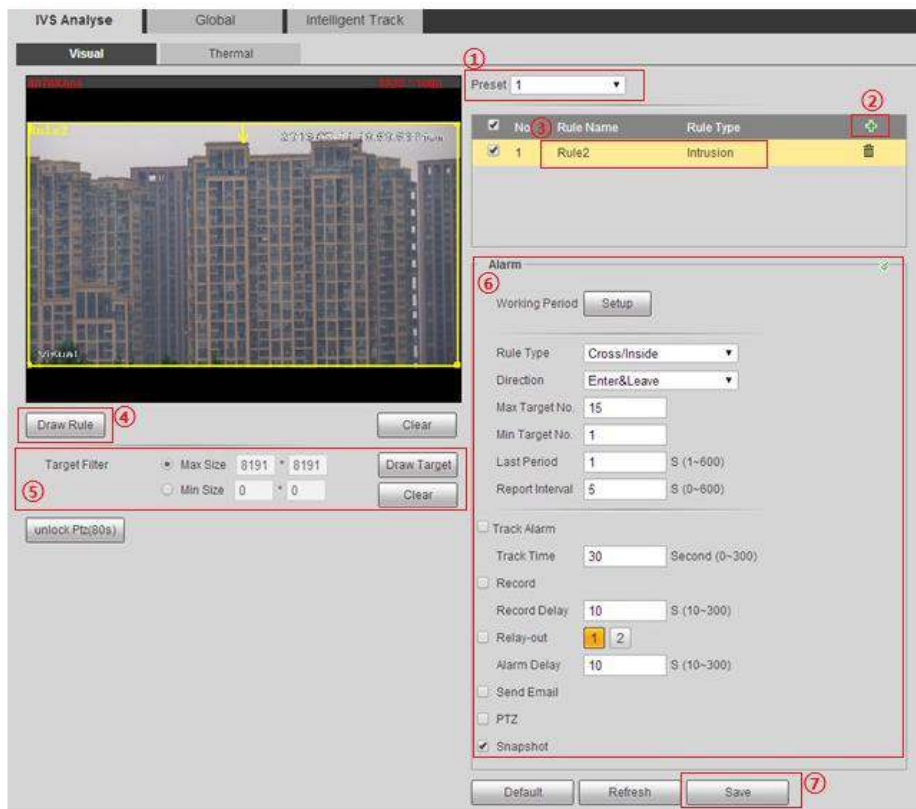 IVS Analyse Global Intelligent Track
Visual Thermal
①
Preset 1
②
No. ③ Rule Name Rule Type
1 Rule2 Intrusion
Rule2
Visual
Draw Rule ④ Clear
Target Filter Max Size 8191 * 8191 Draw Target
⑤ Min Size 0 * 0 Clear
unlock Ptz(80s)
Alarm
⑥
Working Period Setup
Rule Type Cross/Inside
Direction Enter&Leave
Max Target No. 15
Min Target No. 1
Last Period 1 S (1~600)
Report Interval 5 S (0~600)
Track Alarm
Track Time 30 Second (0~300)
Record
Record Delay 10 S (10~300)
Relay-out 1 2
Alarm Delay 10 S (10~300)
Send Email
PTZ
Snapshot
Default Refresh Save ⑦